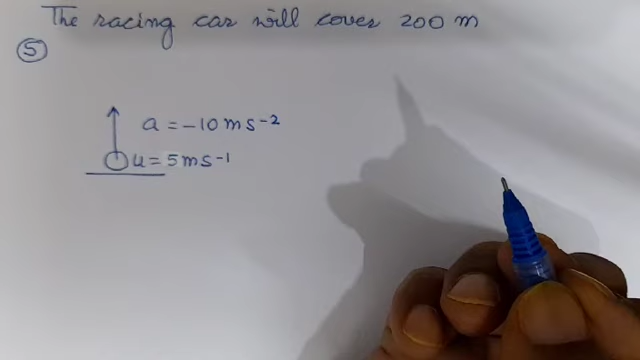 The racing car will cover 200 m
5
a = -10 ms-2
u = 5 ms-1